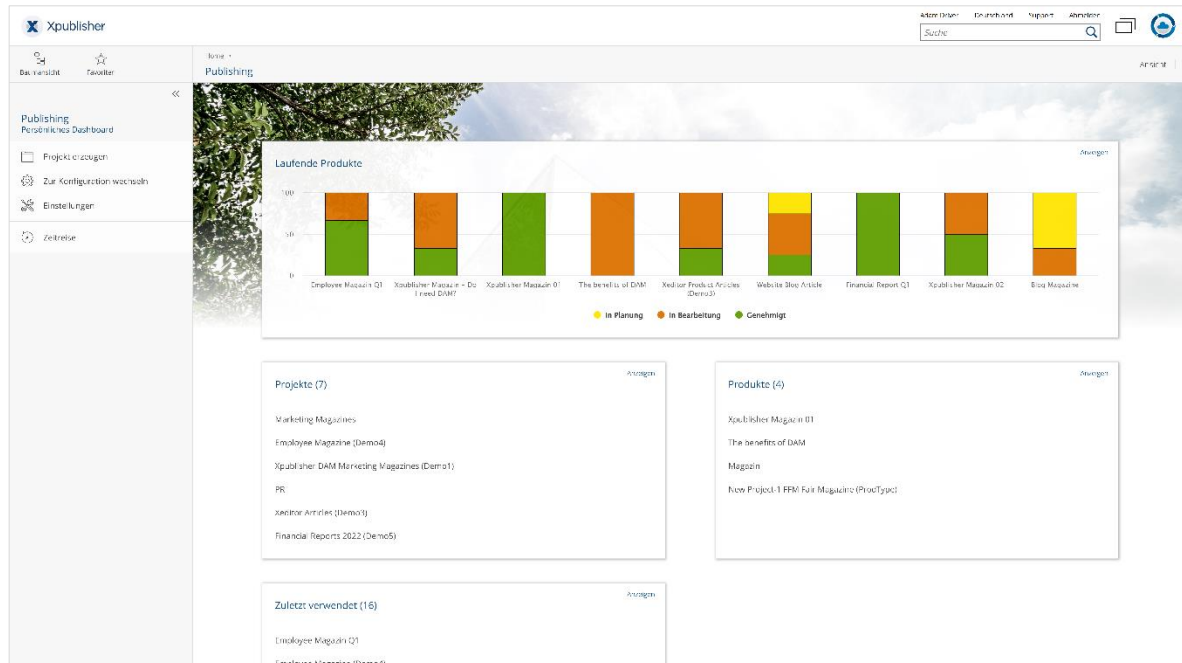 Xpublisher
Adam Driver Deutschland Support Abmelden
Suche
Baumansicht Favoriten
Home
Publishing
Ansicht
Publishing
Persönliches Dashboard
Projekt erzeugen
Zur Konfiguration wechseln
Einstellungen
Zeitreise
Laufende Produkte
Anzeigen
100
50
0
Employee Magazin Q1
Xpublisher Magazin - Do
I need DAM?
Xpublisher Magazin 01
The benefits of DAM
Xeditor Product Articles
(Demo3)
Website Blog Article
Financial Report Q1
Xpublisher Magazin 02
Blog Magazine
In Planung In Bearbeitung Genehmigt
Projekte (7)
Anzeigen
Marketing Magazines
Employee Magazine (Demo4)
Xpublisher DAM Marketing Magazines (Demo1)
PR
Xeditor Articles (Demo3)
Financial Reports 2022 (Demo5)
Produkte (4)
Anzeigen
Xpublisher Magazin 01
The benefits of DAM
Magazin
New Project-1 FFM Fair Magazine (ProdType)
Zuletzt verwendet (16)
Anzeigen
Employee Magazin Q1